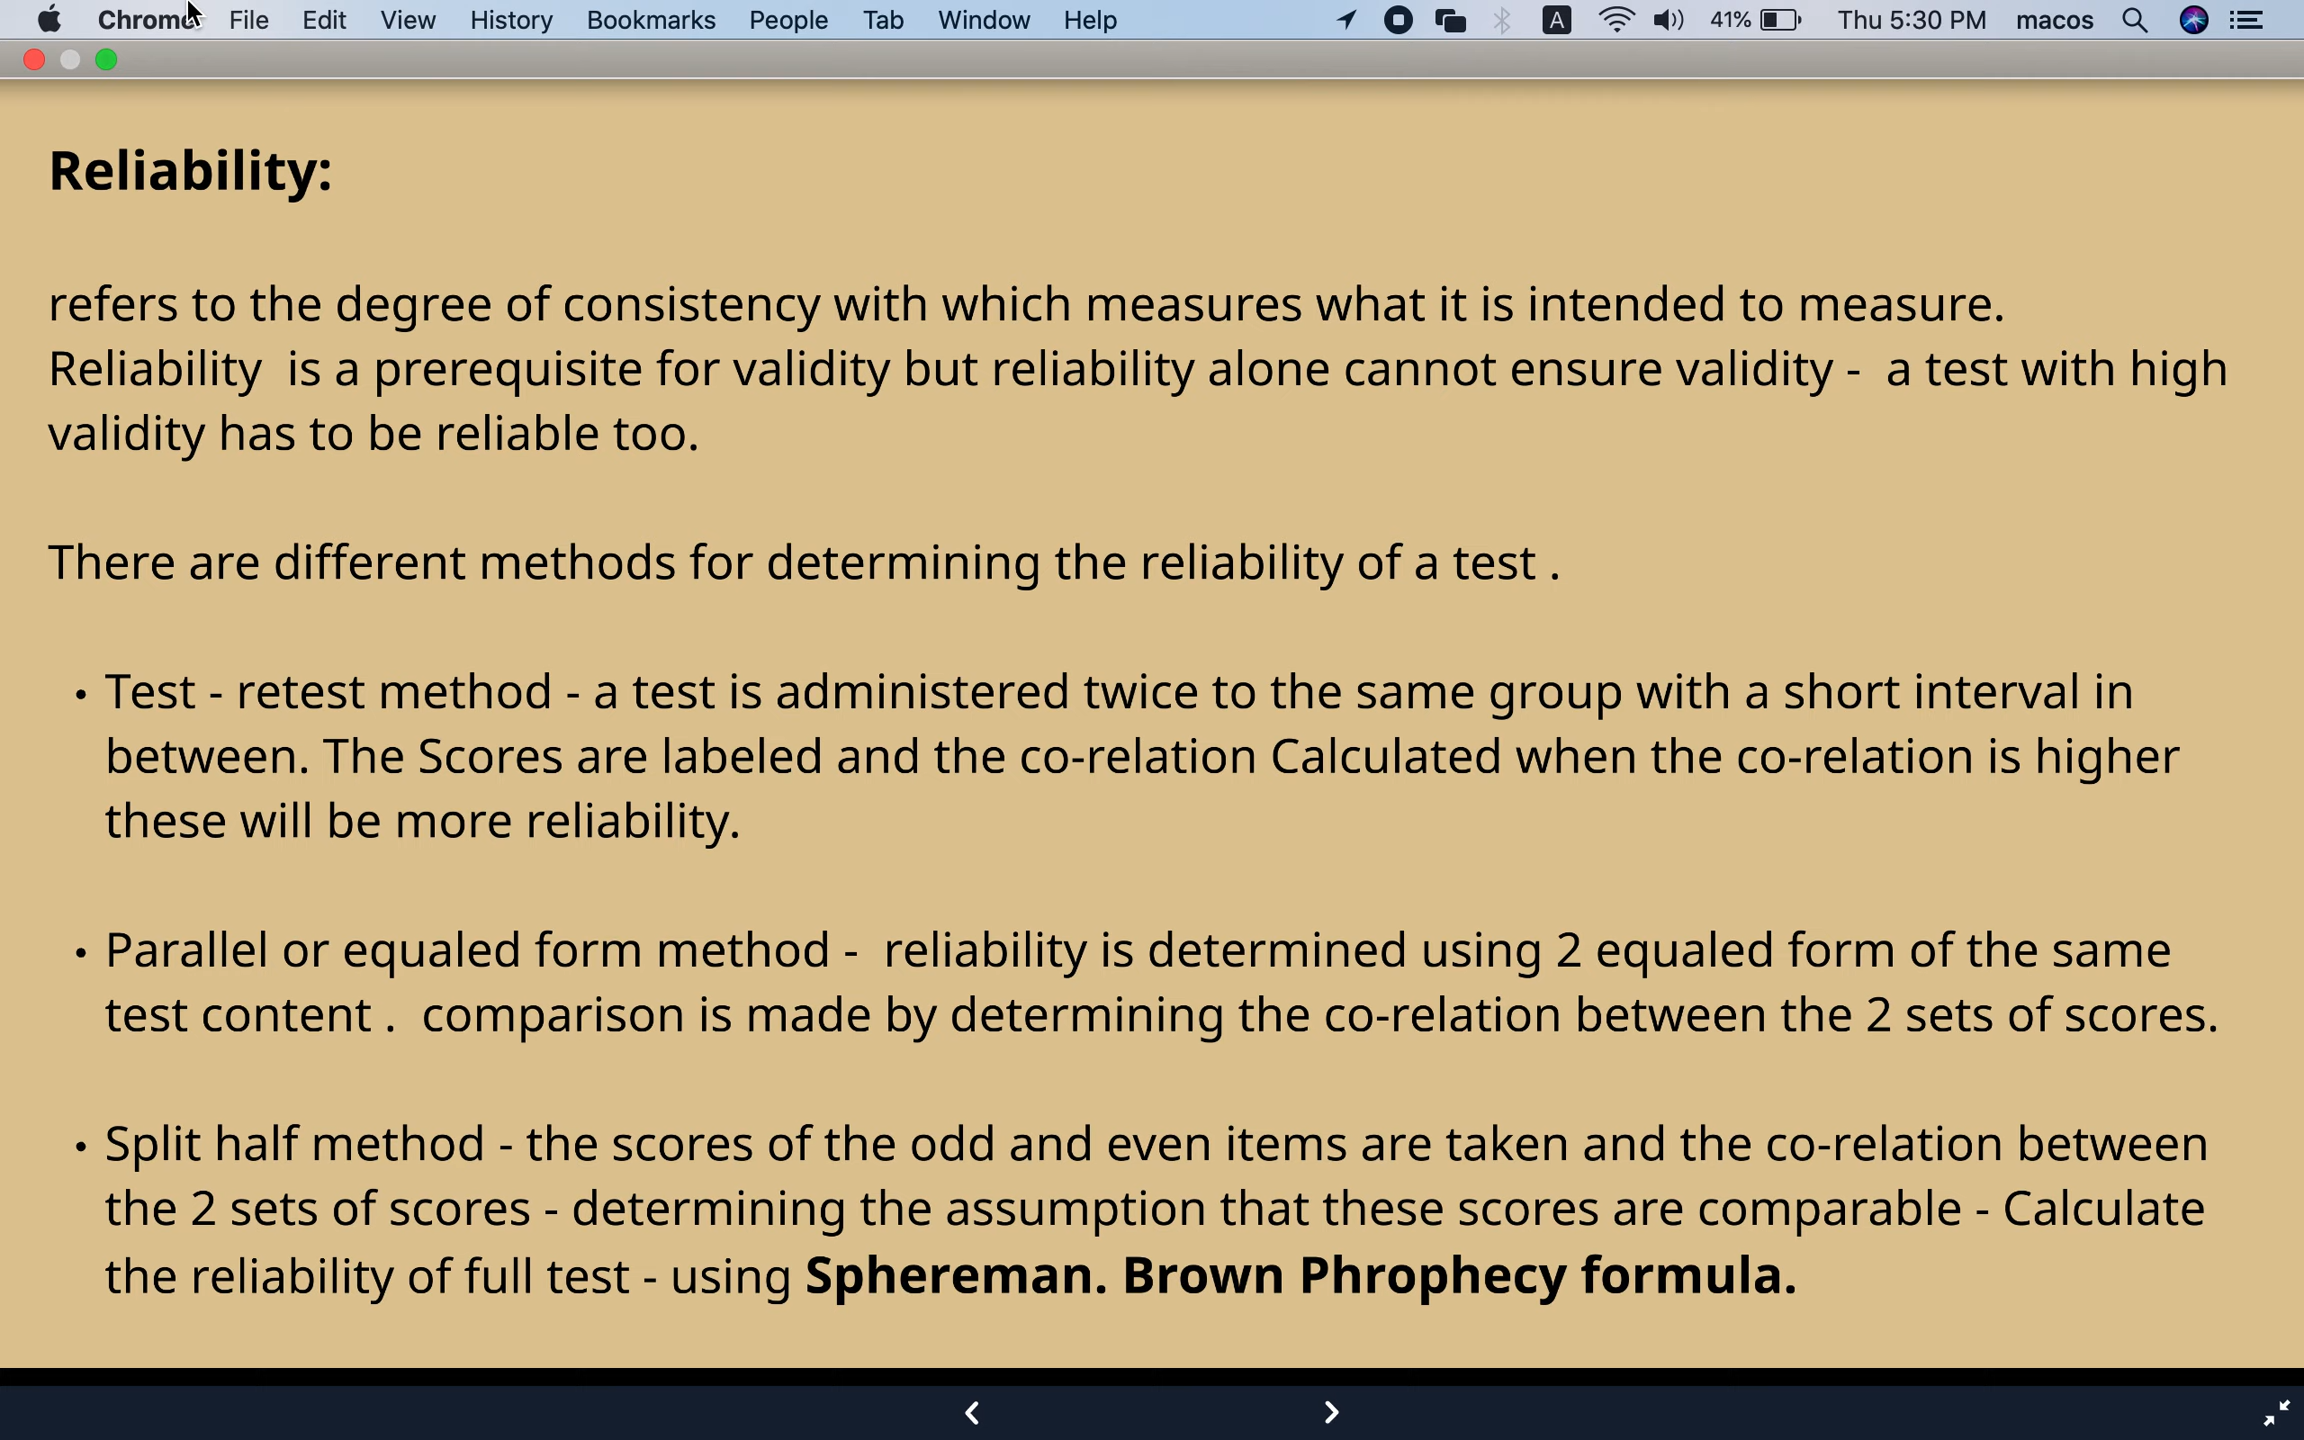 Chrome File Edit View History Bookmarks People Tab Window Help A 41% Thu 5:30 PM macos
Reliability:
refers to the degree of consistency with which measures what it is intended to measure.
Reliability is a prerequisite for validity but reliability alone cannot ensure validity - a test with high
validity has to be reliable too.
There are different methods for determining the reliability of a test .
• Test - retest method - a test is administered twice to the same group with a short interval in
between. The Scores are labeled and the co-relation Calculated when the co-relation is higher
these will be more reliability.
• Parallel or equaled form method - reliability is determined using 2 equaled form of the same
test content . comparison is made by determining the co-relation between the 2 sets of scores.
• Split half method - the scores of the odd and even items are taken and the co-relation between
the 2 sets of scores - determining the assumption that these scores are comparable - Calculate
the reliability of full test - using Sphereman. Brown Phrophecy formula.